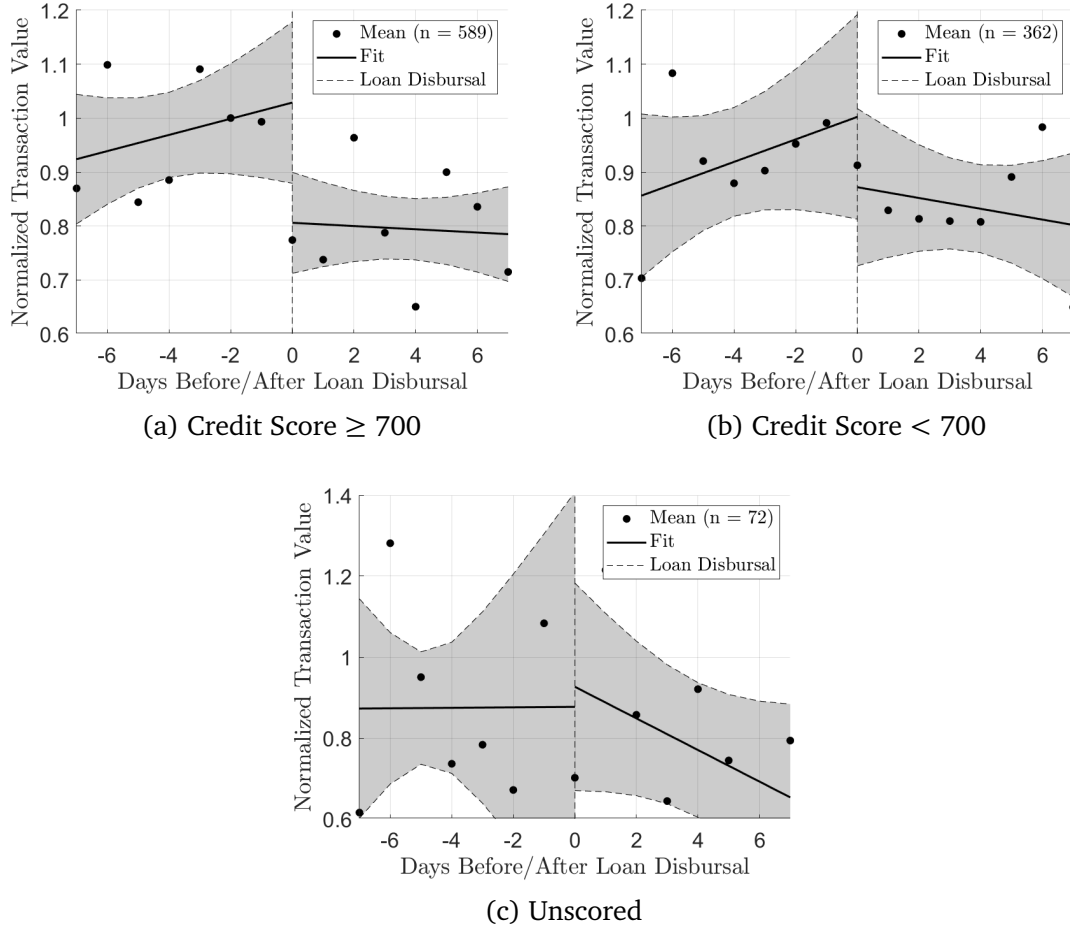 1.2
1.1
1
0.9
0.8
0.7
0.6
Normalized Transaction Value
Mean (n = 589)
Fit
Loan Disbursal
-6 -4 -2 0 2 4 6
Days Before/After Loan Disbursal
(a) Credit Score ≥ 700
1.2
1.1
1
0.9
0.8
0.7
0.6
Normalized Transaction Value
Mean (n = 362)
Fit
Loan Disbursal
-6 -4 -2 0 2 4 6
Days Before/After Loan Disbursal
(b) Credit Score < 700
1.4
1.2
1
0.8
0.6
Normalized Transaction Value
Mean (n = 72)
Fit
Loan Disbursal
-6 -4 -2 0 2 4 6
Days Before/After Loan Disbursal
(c) Unscored